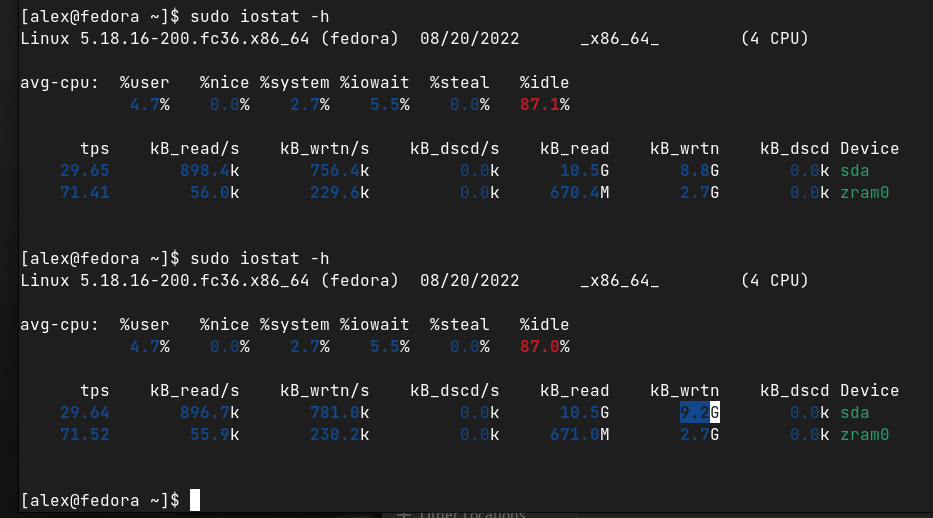 [alex@fedora ~]$ sudo iostat -h
Linux 5.18.16-200.fc36.x86_64 (fedora)  08/20/2022      _x86_64_        (4 CPU)
avg-cpu:  %user   %nice %system %iowait  %steal   %idle
4.7%    0.0%    2.7%    5.5%    0.0%   87.1%
tps    kB_read/s    kB_wrtn/s    kB_dscd/s    kB_read    kB_wrtn    kB_dscd Device
29.65       898.4k       756.4k         0.0k      10.5G       8.8G       0.0k sda
71.41        56.0k       229.6k         0.0k     670.4M       2.7G       0.0k zram0
[alex@fedora ~]$ sudo iostat -h
Linux 5.18.16-200.fc36.x86_64 (fedora)  08/20/2022      _x86_64_        (4 CPU)
avg-cpu:  %user   %nice %system %iowait  %steal   %idle
4.7%    0.0%    2.7%    5.5%    0.0%   87.0%
tps    kB_read/s    kB_wrtn/s    kB_dscd/s    kB_read    kB_wrtn    kB_dscd Device
29.64       896.7k       781.0k         0.0k      10.5G       9.2G       0.0k sda
71.52        55.9k       230.2k         0.0k     671.0M       2.7G       0.0k zram0
[alex@fedora ~]$
Other Locations